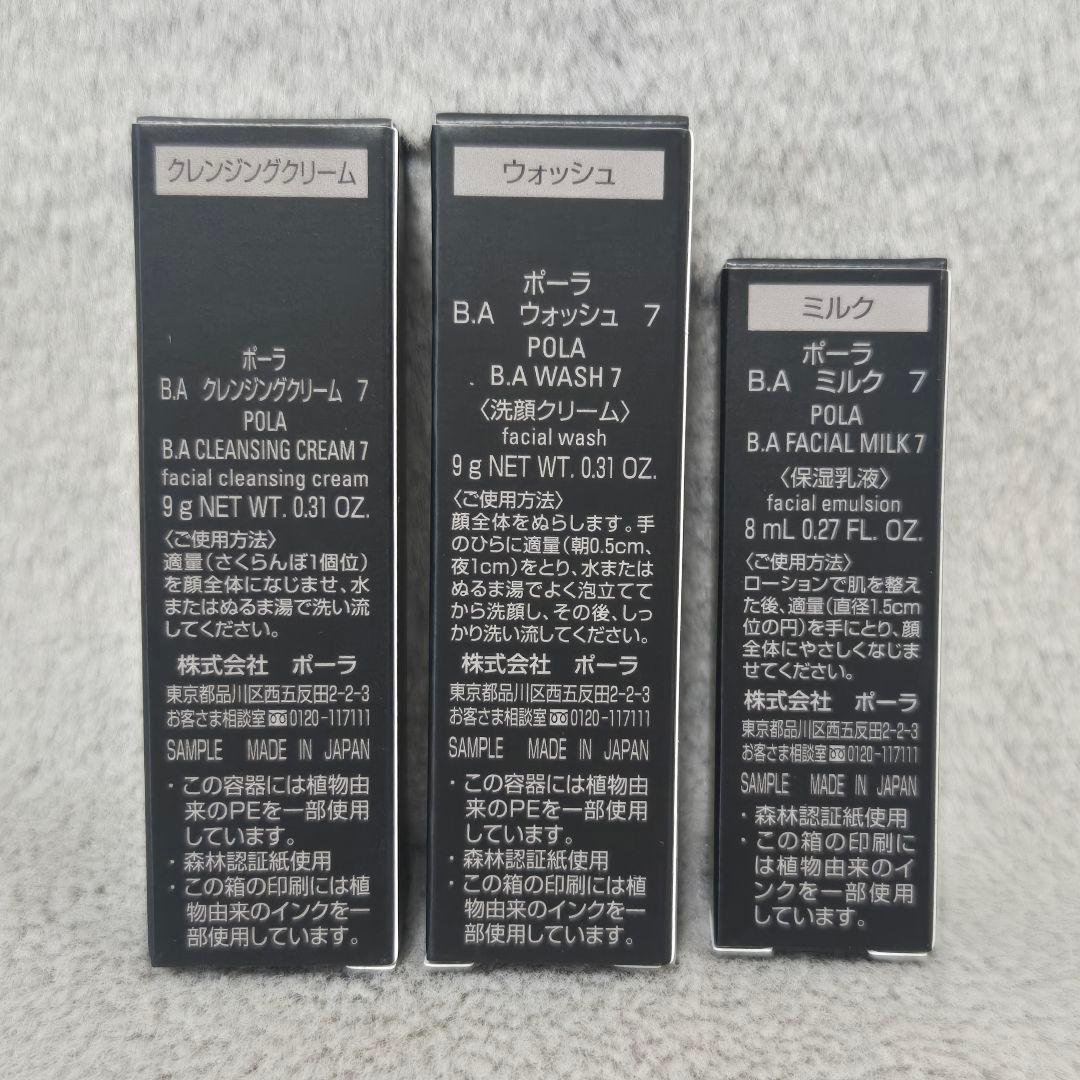 クレンジングクリーム
ポーラ
B.A クレンジングクリーム 7
POLA
B.A CLEANSING CREAM 7
facial cleansing cream
9 g NET WT. 0.31 OZ.
〈ご使用方法〉
適量(さくらんぼ1個位)
を顔全体になじませ、水
またはぬるま湯で洗い流
してください。
株式会社 ポーラ
東京都品川区西五反田2-2-3
お客さま相談室 0120-117111
SAMPLE MADE IN JAPAN
・この容器には植物由
来のPEを一部使用
しています。
・森林認証紙使用
・この箱の印刷には植
物由来のインクを一
部使用しています。
ウォッシュ
ポーラ
B.A ウォッシュ 7
POLA
B.A WASH 7
〈洗顔クリーム〉
facial wash
9 g NET WT. 0.31 OZ.
〈ご使用方法〉
顔全体をぬらします。手
のひらに適量(朝0.5cm、
夜1cm)をとり、水または
ぬるま湯でよく泡立てて
から洗顔し、その後、しっ
かり洗い流してください。
株式会社 ポーラ
東京都品川区西五反田2-2-3
お客さま相談室 0120-117111
SAMPLE MADE IN JAPAN
・この容器には植物由
来のPEを一部使用
しています。
・森林認証紙使用
・この箱の印刷には植
物由来のインクを一
部使用しています。
ミルク
ポーラ
B.A ミルク 7
POLA
B.A FACIAL MILK 7
〈保湿乳液〉
facial emulsion
8 mL 0.27 FL. OZ.
〈ご使用方法〉
ローションで肌を整え
た後、適量(直径1.5cm
位の円)を手にとり、顔
全体にやさしくなじま
せてください。
株式会社 ポーラ
東京都品川区西五反田2-2-3
お客さま相談室 0120-117111
SAMPLE MADE IN JAPAN
・森林認証紙使用
・この箱の印刷に
は植物由来のイ
ンクを一部使用
しています。